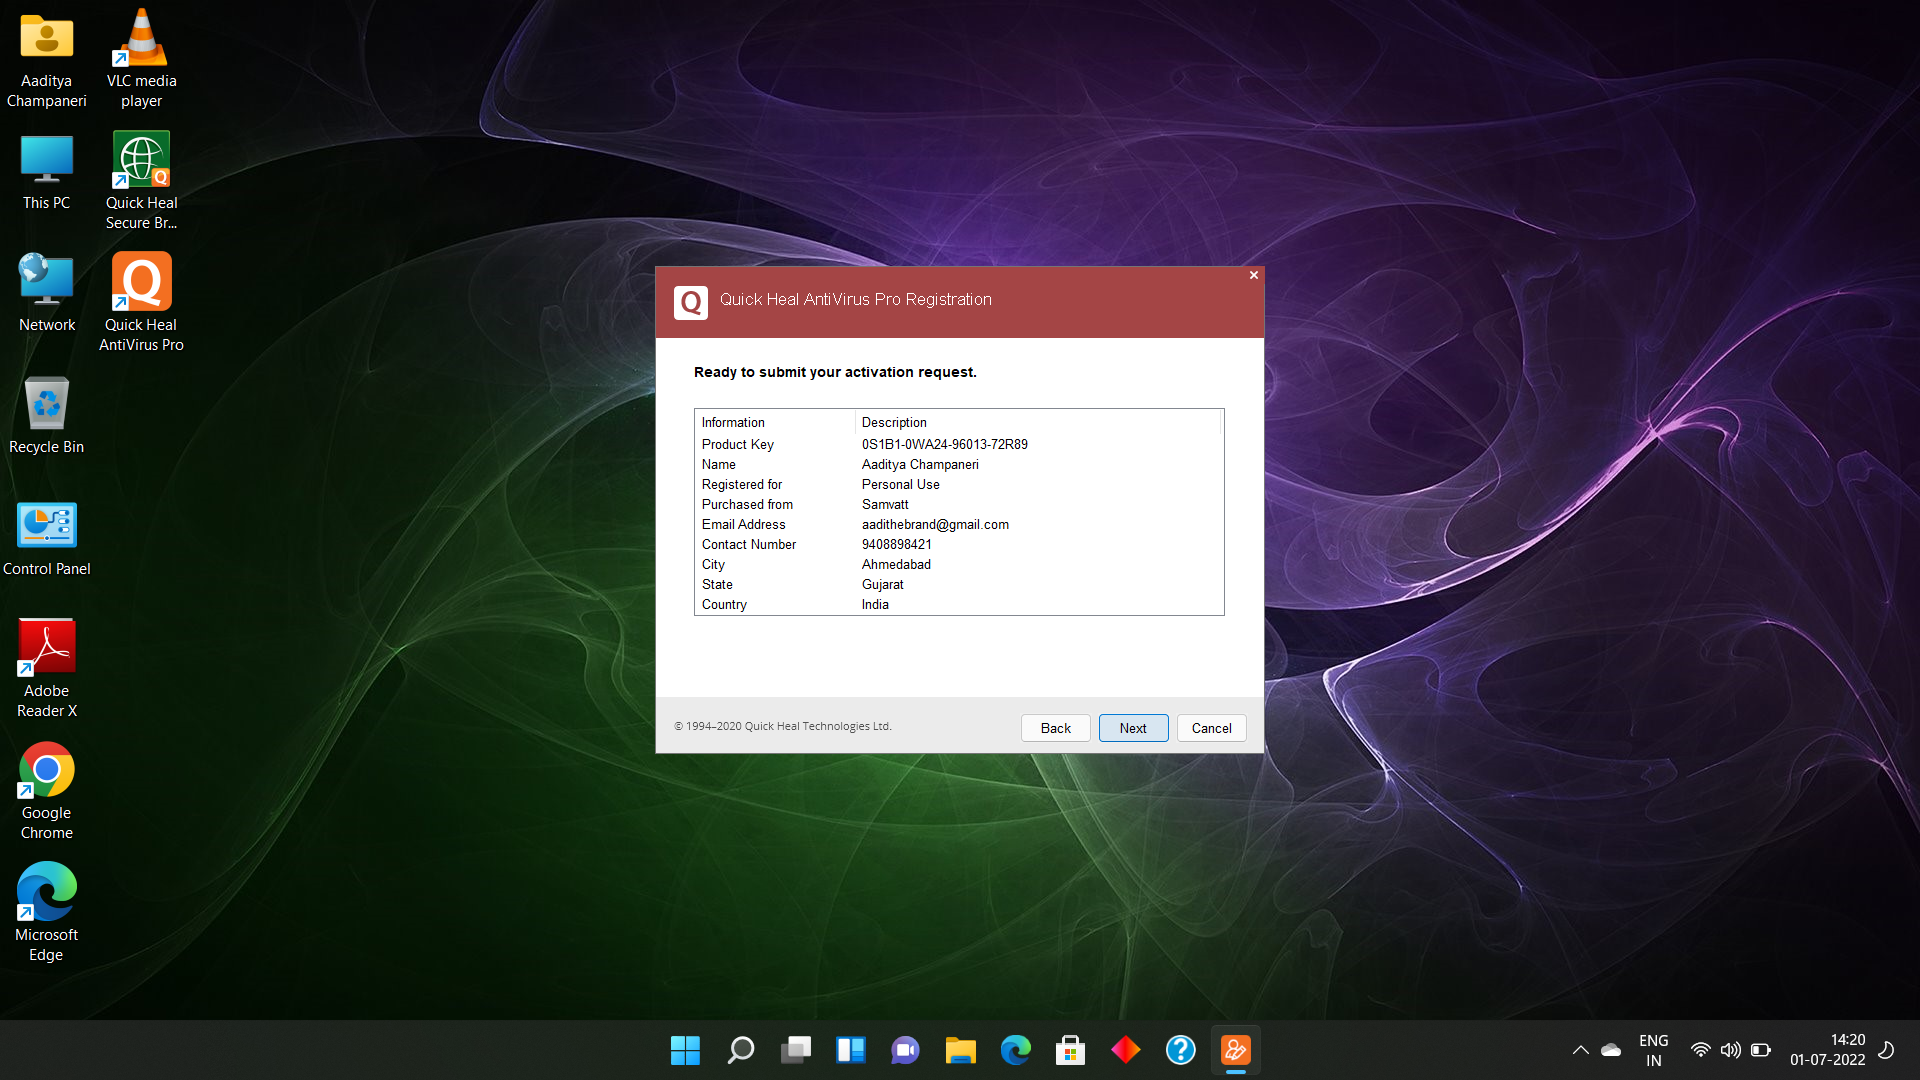 Aaditya
Champaneri
VLC media
player
This PC
Quick Heal
Secure Br...
Network
Quick Heal
AntiVirus Pro
Recycle Bin
Control Panel
Adobe
Reader X
Google
Chrome
Microsoft
Edge
Quick Heal AntiVirus Pro Registration
Ready to submit your activation request.
Information Description
Product Key 0S1B1-0WA24-96013-72R89
Name Aaditya Champaneri
Registered for Personal Use
Purchased from Samvatt
Email Address aadithebrand@gmail.com
Contact Number 9408898421
City Ahmedabad
State Gujarat
Country India
© 1994–2020 Quick Heal Technologies Ltd.
Back Next Cancel
ENG
IN
14:20
01-07-2022